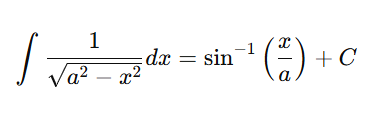 ∫ 1/√(a² − x²) dx = sin⁻¹ (x/a) + C